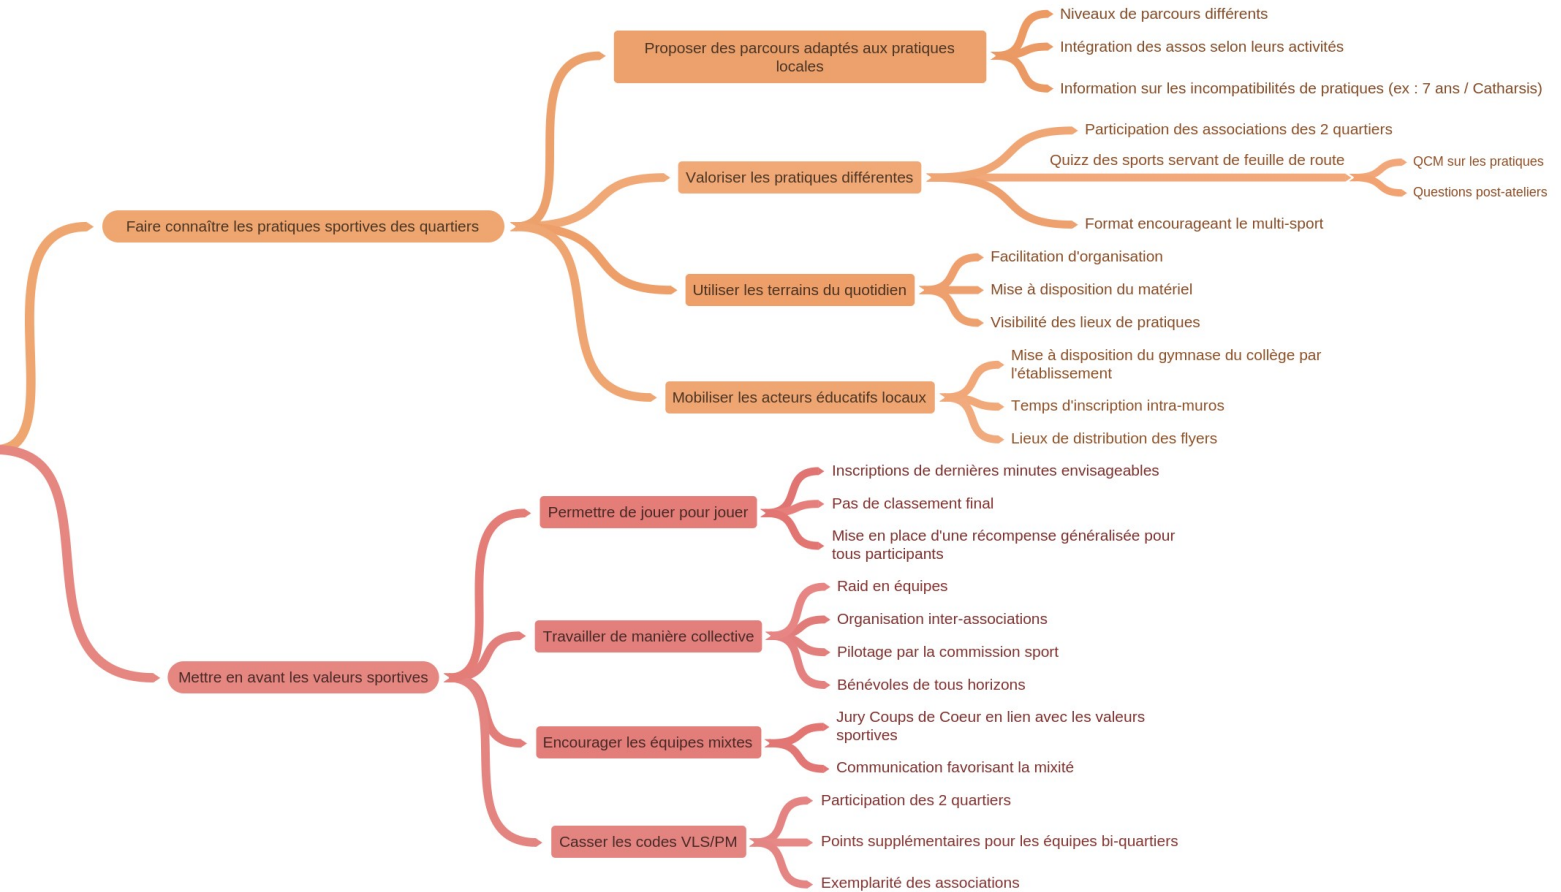 Faire connaître les pratiques sportives des quartiers
Proposer des parcours adaptés aux pratiques
locales
Niveaux de parcours différents
Intégration des assos selon leurs activités
Information sur les incompatibilités de pratiques (ex : 7 ans / Catharsis)
Valoriser les pratiques différentes
Participation des associations des 2 quartiers
Quizz des sports servant de feuille de route
QCM sur les pratiques
Questions post-ateliers
Format encourageant le multi-sport
Utiliser les terrains du quotidien
Facilitation d'organisation
Mise à disposition du matériel
Visibilité des lieux de pratiques
Mobiliser les acteurs éducatifs locaux
Mise à disposition du gymnase du collège par
l'établissement
Temps d'inscription intra-muros
Lieux de distribution des flyers
Mettre en avant les valeurs sportives
Permettre de jouer pour jouer
Inscriptions de dernières minutes envisageables
Pas de classement final
Mise en place d'une récompense généralisée pour
tous participants
Travailler de manière collective
Raid en équipes
Organisation inter-associations
Pilotage par la commission sport
Bénévoles de tous horizons
Encourager les équipes mixtes
Jury Coups de Coeur en lien avec les valeurs
sportives
Communication favorisant la mixité
Casser les codes VLS/PM
Participation des 2 quartiers
Points supplémentaires pour les équipes bi-quartiers
Exemplarité des associations